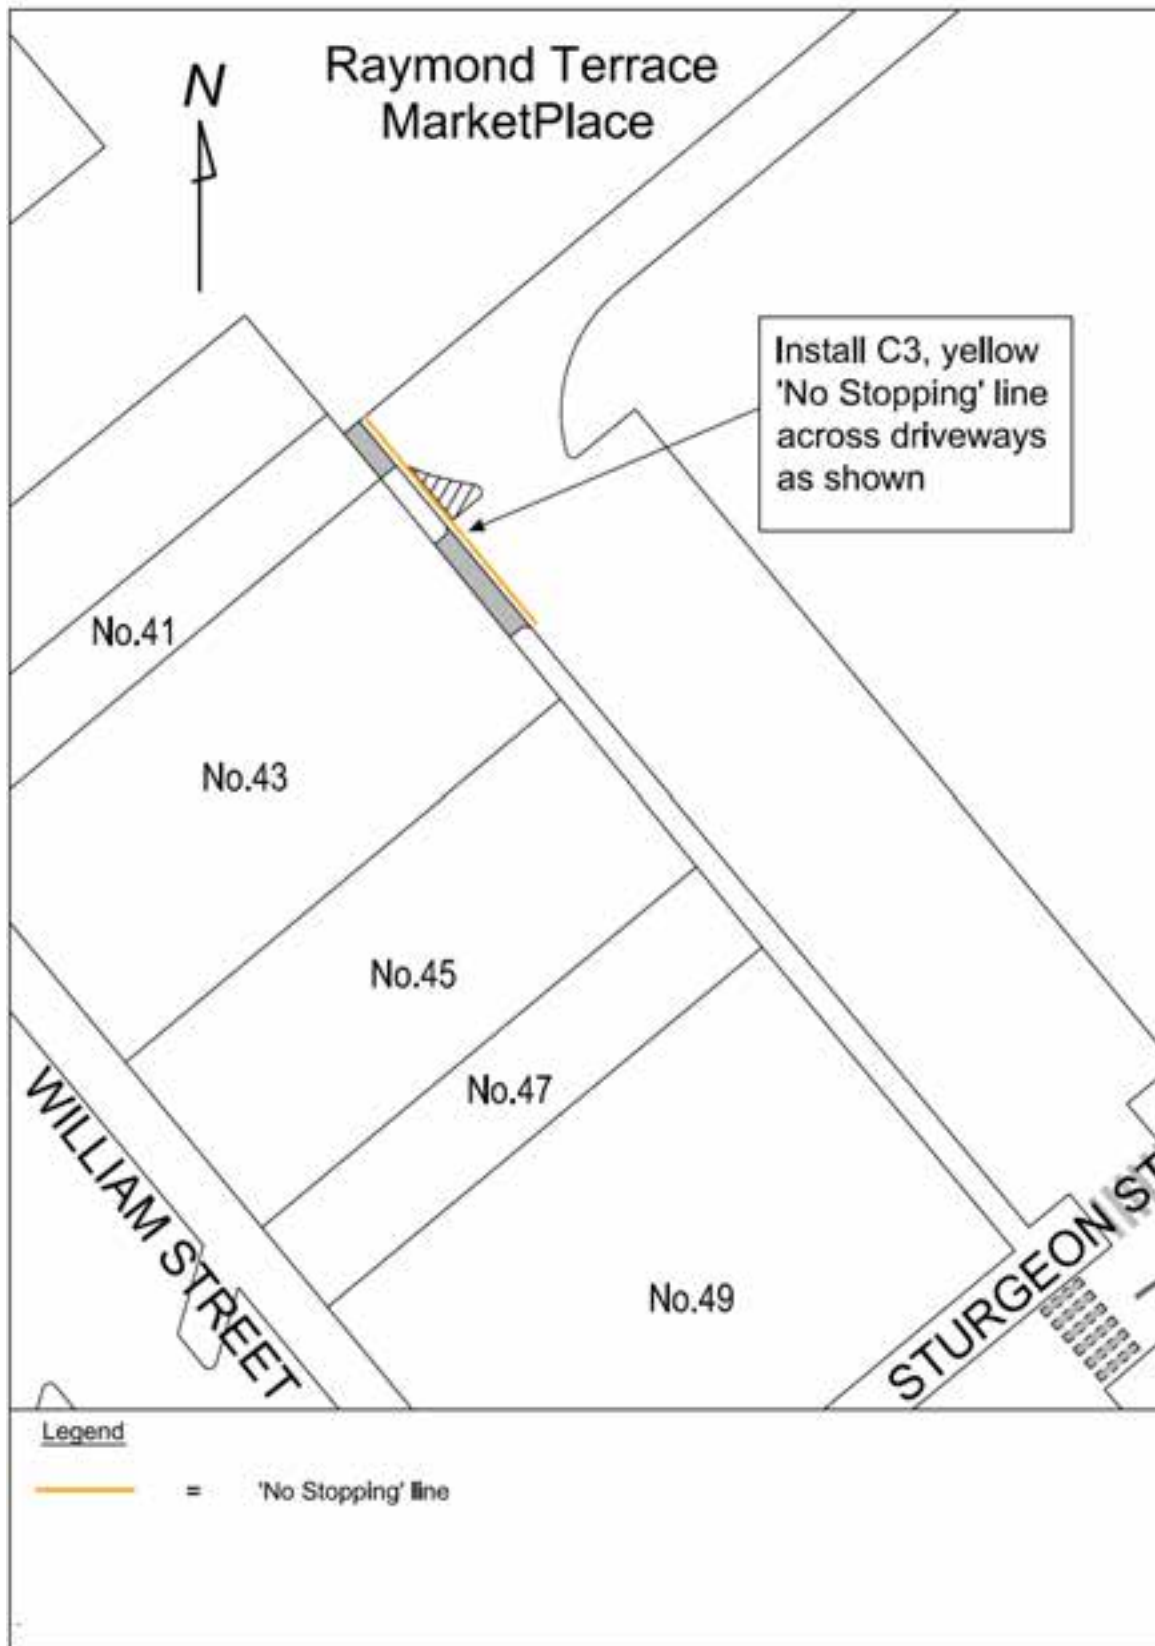 Raymond Terrace
MarketPlace
N
Install C3, yellow
'No Stopping' line
across driveways
as shown
No.41
No.43
No.45
No.47
No.49
WILLIAM STREET
STURGEON ST
Legend
= 'No Stopping' line